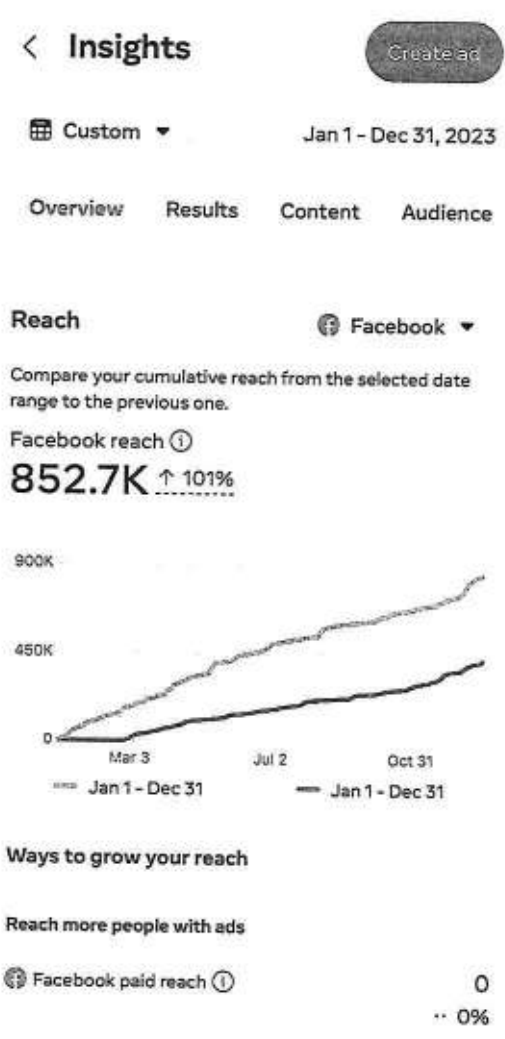 Insights
Create ad
Custom
Jan 1 - Dec 31, 2023
Overview Results Content Audience
Reach
Facebook
Compare your cumulative reach from the selected date
range to the previous one.
Facebook reach
852.7K ↑ 101%
900K
450K
0
Mar 3 Jul 2 Oct 31
Jan 1 - Dec 31 Jan 1 - Dec 31
Ways to grow your reach
Reach more people with ads
Facebook paid reach 0
0%